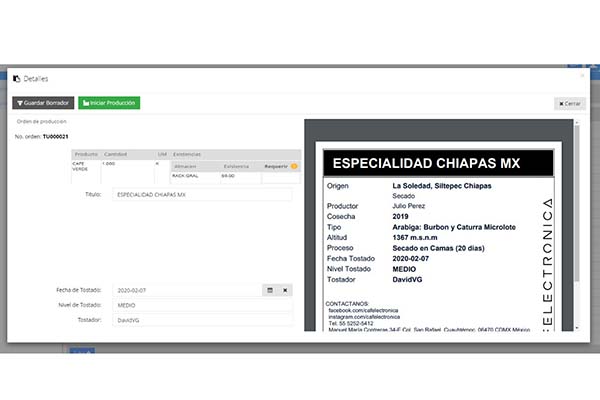 Detalles
Guardar Borrador
Iniciar Producción
Cerrar
Orden de producción
No. orden: TU000021
Producto Cantidad UM Existencias
CAFE VERDE 1.000 K
Almacen Existencia Requerir
RACK-GRAL 69.00
Titulo: ESPECIALIDAD CHIAPAS MX
Fecha de Tostado: 2020-02-07
Nivel de Tostado: MEDIO
Tostador: DavidVG
ESPECIALIDAD CHIAPAS MX
Origen La Soledad, Siltepec Chiapas
Secado
Productor Julio Perez
Cosecha 2019
Tipo Arabiga: Burbon y Caturra Microlote
Altitud 1367 m.s.n.m
Proceso Secado en Camas (20 dias)
Fecha Tostado 2020-02-07
Nivel Tostado MEDIO
Tostador DavidVG
CONTACTANOS:
facebook.com/cafelectronica
instagram.com/cafelectronica
Tel: 55 5252-5412
Manuel María Contreras 34-F Col. San Rafael, Cuauhtémoc, 06470 CDMX México
ELECTRONICA